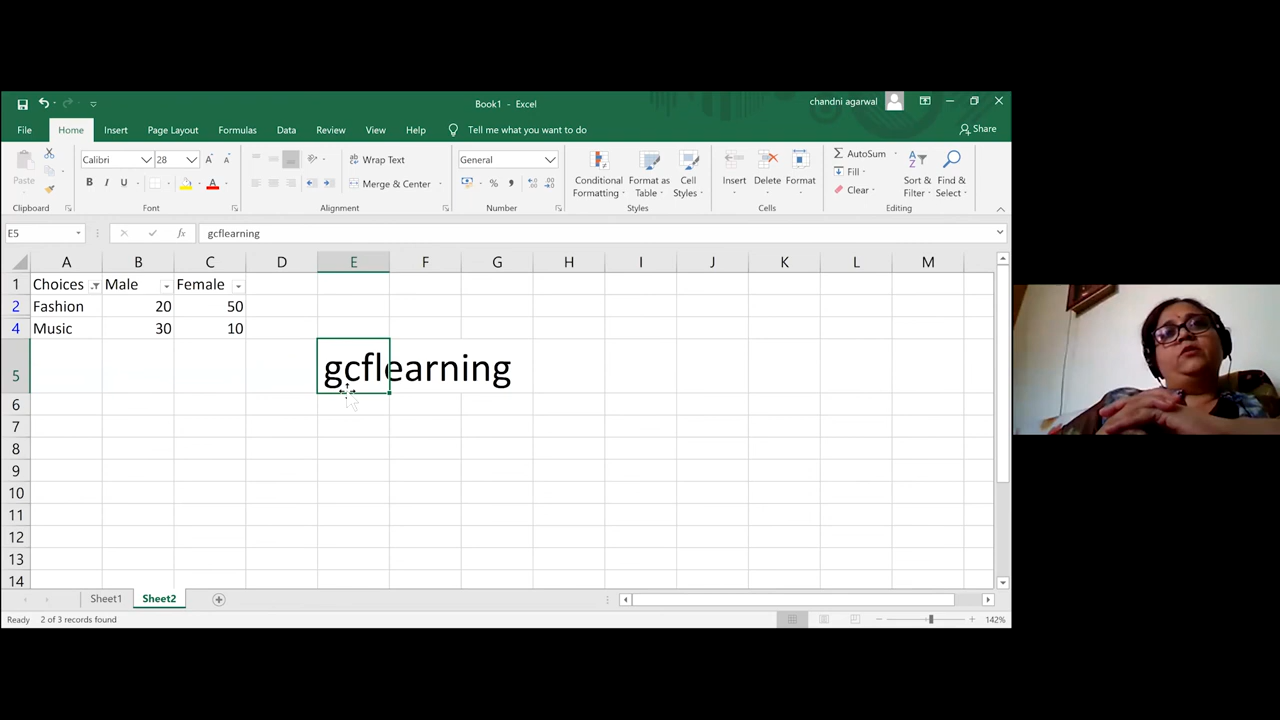 Book1 - Excel
chandni agarwal
File Home Insert Page Layout Formulas Data Review View Help Tell me what you want to do Share
Paste Calibri 28 A A Wrap Text General Conditional Formatting Format as Table Cell Styles Insert Delete Format AutoSum Fill Clear Sort & Filter Find & Select
B I U A Merge & Center % ,
Clipboard Font Alignment Number Styles Cells Editing
E5 fx gcflearning
A B C D E F G H I J K L M
1 Choices Male Female
2 Fashion 20 50
4 Music 30 10
5 gcflearning
6
7
8
9
10
11
12
13
14
Sheet1 Sheet2
Ready 2 of 3 records found 142%